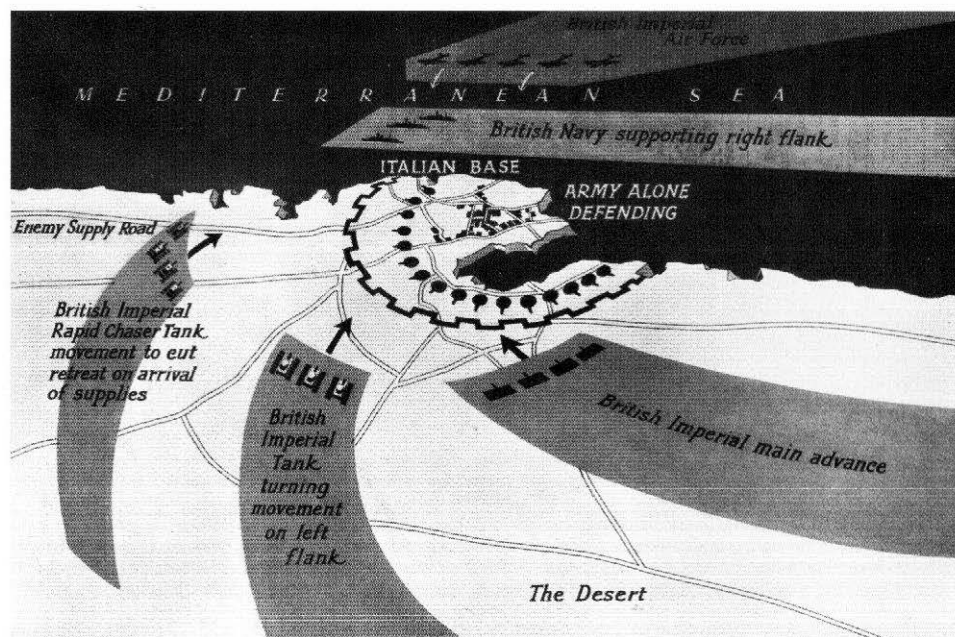 British Imperial
Air Force
MEDITERRANEAN SEA
British Navy supporting right flank
ITALIAN BASE
ARMY ALONE
DEFENDING
Enemy Supply Road
British Imperial
Rapid Chaser Tank
movement to cut
retreat on arrival
of supplies
British
Imperial
Tank
turning
movement
on left
flank
British Imperial main advance
The Desert